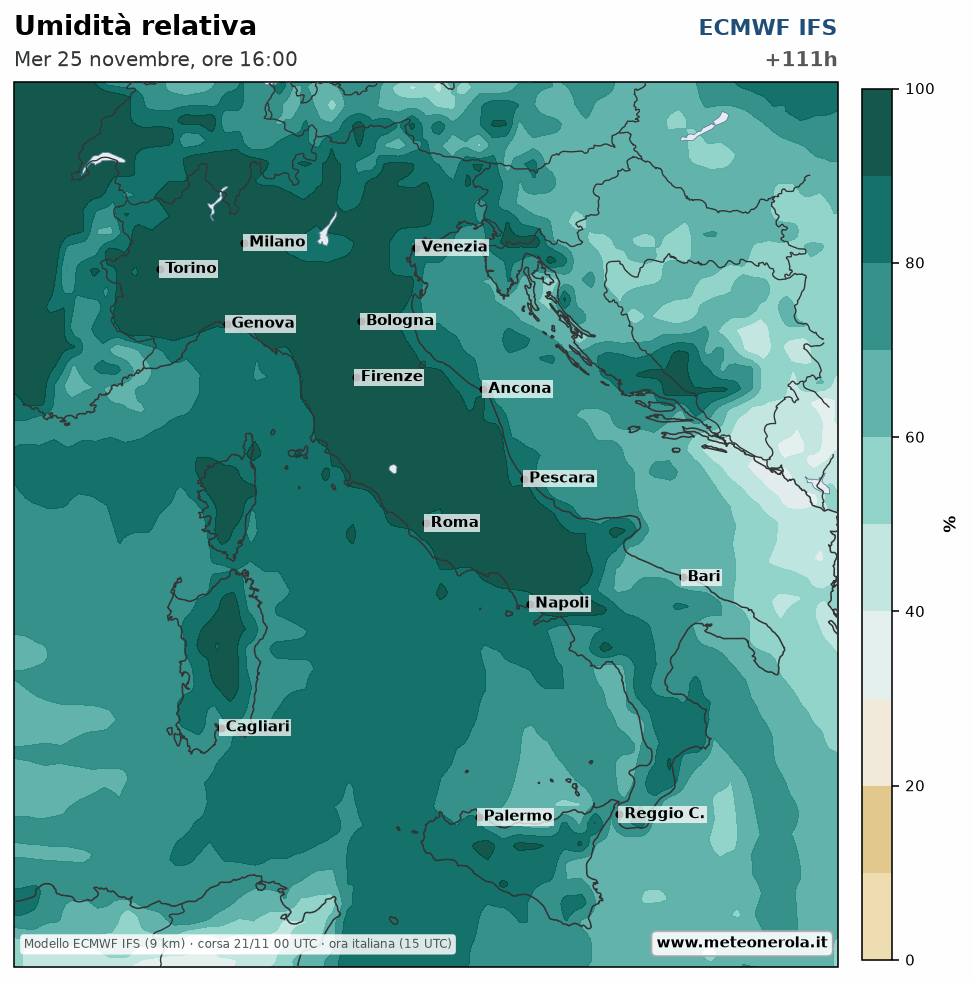 Umidità relativa
ECMWF IFS
Mer 25 novembre, ore 16:00
+111h
100
80
60
40
20
0
%
Milano
Venezia
Torino
Genova
Bologna
Firenze
Ancona
Pescara
Roma
Bari
Napoli
Cagliari
Palermo
Reggio C.
Modello ECMWF IFS (9 km) · corsa 21/11 00 UTC · ora italiana (15 UTC)
www.meteonerola.it